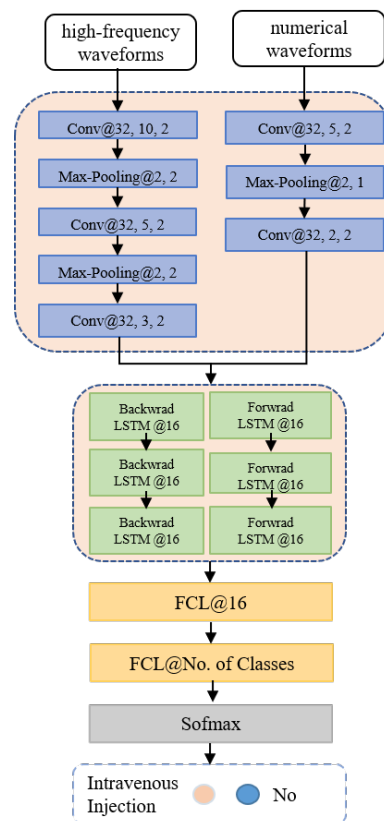 high-frequency
waveforms
numerical
waveforms
Conv@32, 10, 2
Max-Pooling@2, 2
Conv@32, 5, 2
Max-Pooling@2, 2
Conv@32, 3, 2
Conv@32, 5, 2
Max-Pooling@2, 1
Conv@32, 2, 2
Backwrad
LSTM @16
Forwrad
LSTM @16
Backwrad
LSTM @16
Forwrad
LSTM @16
Backwrad
LSTM @16
Forwrad
LSTM @16
FCL@16
FCL@No. of Classes
Sofmax
Intravenous
Injection
No